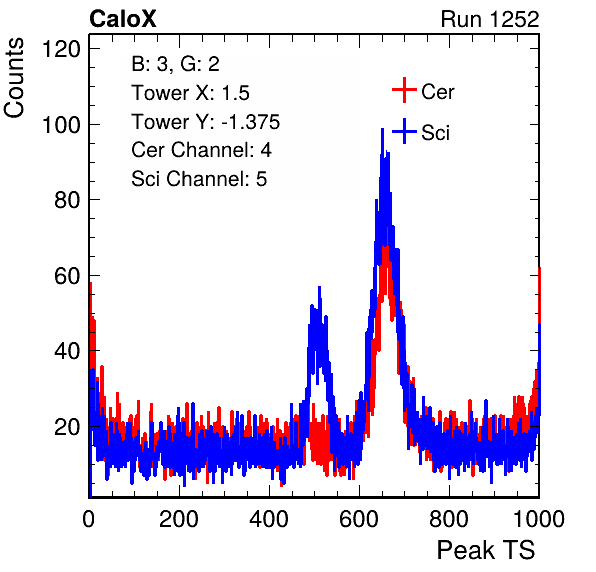 CaloX Run 1252
Counts
120
100
80
60
40
20
B: 3, G: 2
Tower X: 1.5
Tower Y: -1.375
Cer Channel: 4
Sci Channel: 5
Cer
Sci
0 200 400 600 800 1000
Peak TS